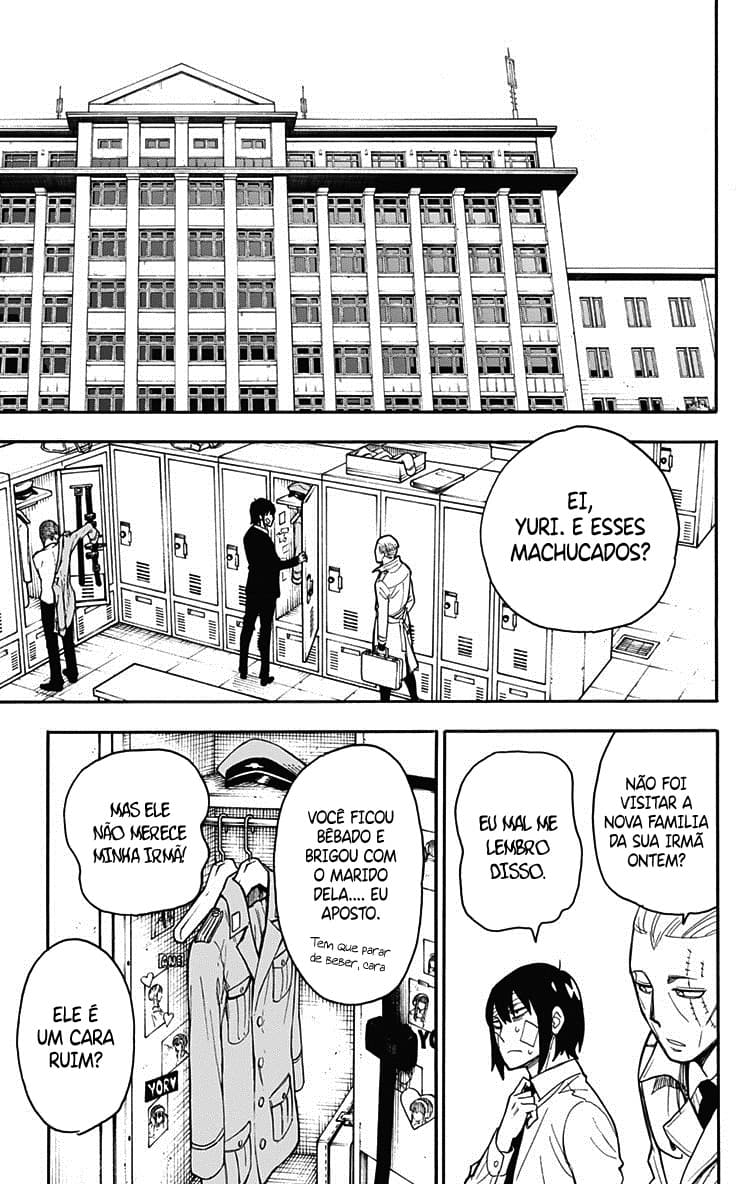 EI,
YURI. E ESSES
MACHUCADOS?
NÃO FOI
VISITAR A
NOVA FAMILIA
DA SUA IRMÃ
ONTEM?
EU MAL ME
LEMBRO
DISSO.
VOCÊ FICOU
BÊBADO E
BRIGOU COM
O MARIDO
DELA.... EU
APOSTO.
Tem que parar
de beber, cara
MAS ELE
NÃO MERECE
MINHA IRMÃ!
ELE É
UM CARA
RUIM?
YORV